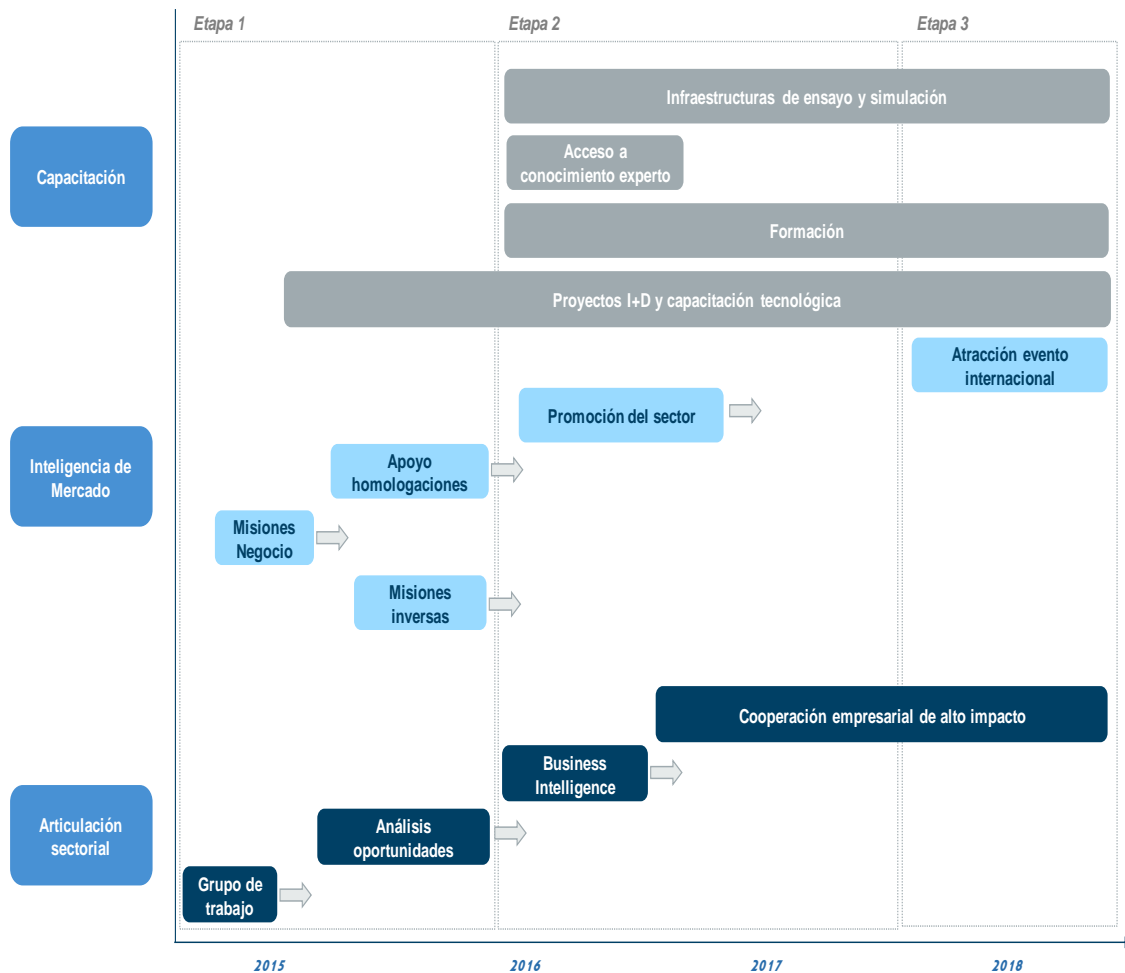 Etapa 1
Etapa 2
Etapa 3
Infraestructuras de ensayo y simulación
Capacitación
Acceso a
conocimiento experto
Formación
Proyectos I+D y capacitación tecnológica
Atracción evento
internacional
Promoción del sector
Inteligencia de
Mercado
Apoyo
homologaciones
Misiones
Negocio
Misiones
inversas
Cooperación empresarial de alto impacto
Business
Intelligence
Articulación
sectorial
Análisis
oportunidades
Grupo de
trabajo
2015
2016
2017
2018